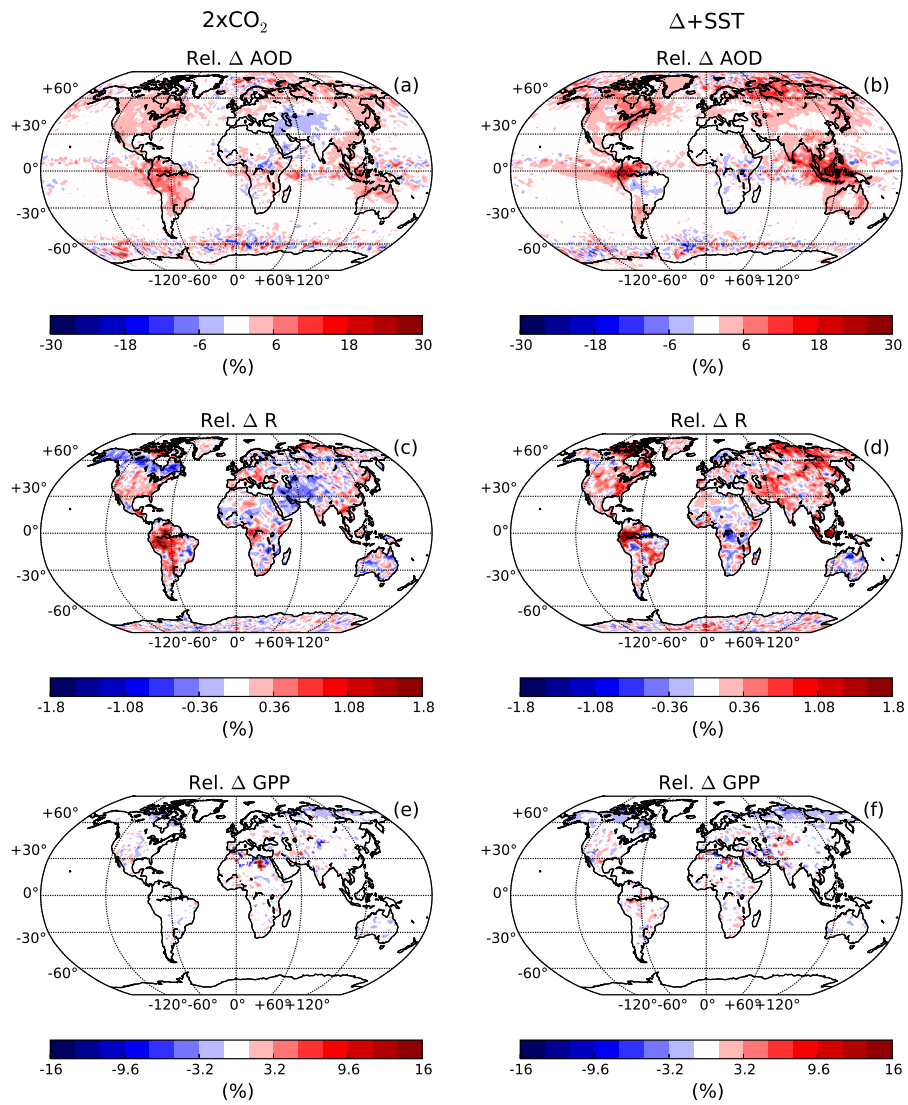 2xCO₂
Δ+SST
Rel. Δ AOD
(a)
+60°
+30°
0°
-30°
-60°
-120° -60° 0° +60° +120°
-30 -18 -6 6 18 30
(%)
Rel. Δ AOD
(b)
+60°
+30°
0°
-30°
-60°
-120° -60° 0° +60° +120°
-30 -18 -6 6 18 30
(%)
Rel. Δ R
(c)
+60°
+30°
0°
-30°
-60°
-120° -60° 0° +60° +120°
-1.8 -1.08 -0.36 0.36 1.08 1.8
(%)
Rel. Δ R
(d)
+60°
+30°
0°
-30°
-60°
-120° -60° 0° +60° +120°
-1.8 -1.08 -0.36 0.36 1.08 1.8
(%)
Rel. Δ GPP
(e)
+60°
+30°
0°
-30°
-60°
-120° -60° 0° +60° +120°
-16 -9.6 -3.2 3.2 9.6 16
(%)
Rel. Δ GPP
(f)
+60°
+30°
0°
-30°
-60°
-120° -60° 0° +60° +120°
-16 -9.6 -3.2 3.2 9.6 16
(%)